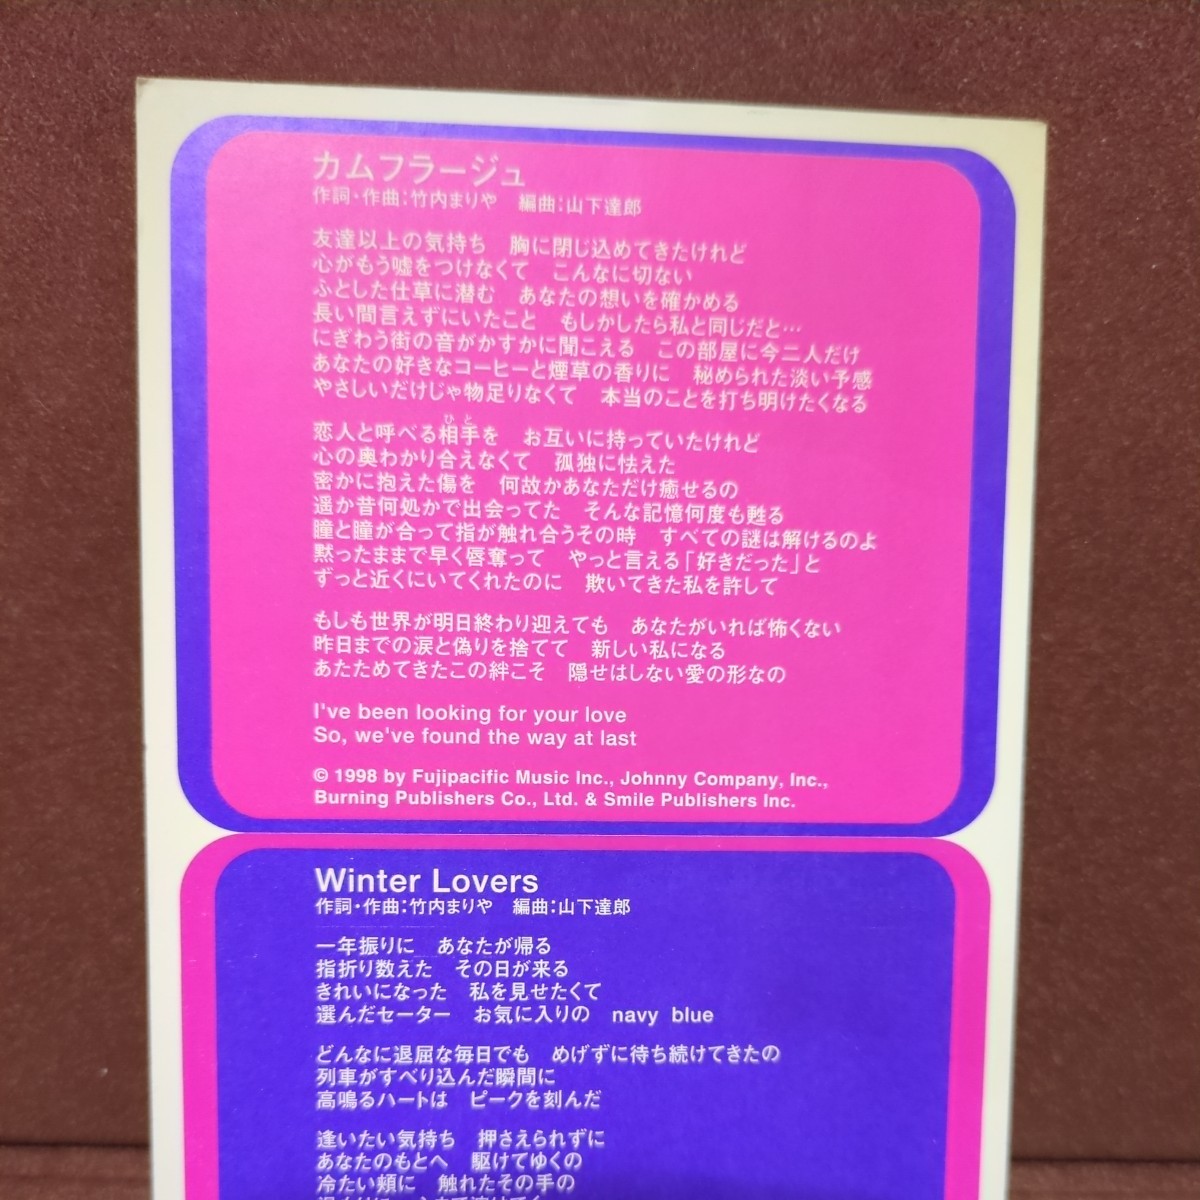 カムフラージュ
作詞・作曲:竹内まりや　編曲:山下達郎
友達以上の気持ち　胸に閉じ込めてきたけれど
心がもう嘘をつけなくて　こんなに切ない
ふとした仕草に潜む　あなたの想いを確かめる
長い間言えずにいたこと　もしかしたら私と同じだと…
にぎわう街の音がかすかに聞こえる　この部屋に今二人だけ
あなたの好きなコーヒーと煙草の香りに　秘められた淡い予感
やさしいだけじゃ物足りなくて　本当のことを打ち明けたくなる
ひと
恋人と呼べる相手を　お互いに持っていたけれど
心の奥わかり合えなくて　孤独に怯えた
密かに抱えた傷を　何故かあなただけ癒せるの
遥か昔何処かで出会ってた　そんな記憶何度も甦る
瞳と瞳が合って指が触れ合うその時　すべての謎は解けるのよ
黙ったままで早く唇奪って　やっと言える「好きだった」と
ずっと近くにいてくれたのに　欺いてきた私を許して
もしも世界が明日終わり迎えても　あなたがいれば怖くない
昨日までの涙と偽りを捨てて　新しい私になる
あたためてきたこの絆こそ　隠せはしない愛の形なの
I've been looking for your love
So, we've found the way at last
© 1998 by Fujipacific Music Inc., Johnny Company, Inc.,
Burning Publishers Co., Ltd. & Smile Publishers Inc.
Winter Lovers
作詞・作曲:竹内まりや　編曲:山下達郎
一年振りに　あなたが帰る
指折り数えた　その日が来る
きれいになった　私を見せたくて
選んだセーター　お気に入りの　navy blue
どんなに退屈な毎日でも　めげずに待ち続けてきたの
列車がすべり込んだ瞬間に
高鳴るハートは　ピークを刻んだ
逢いたい気持ち　押さえられずに
あなたのもとへ　駆けてゆくの
冷たい頬に　触れたその手の